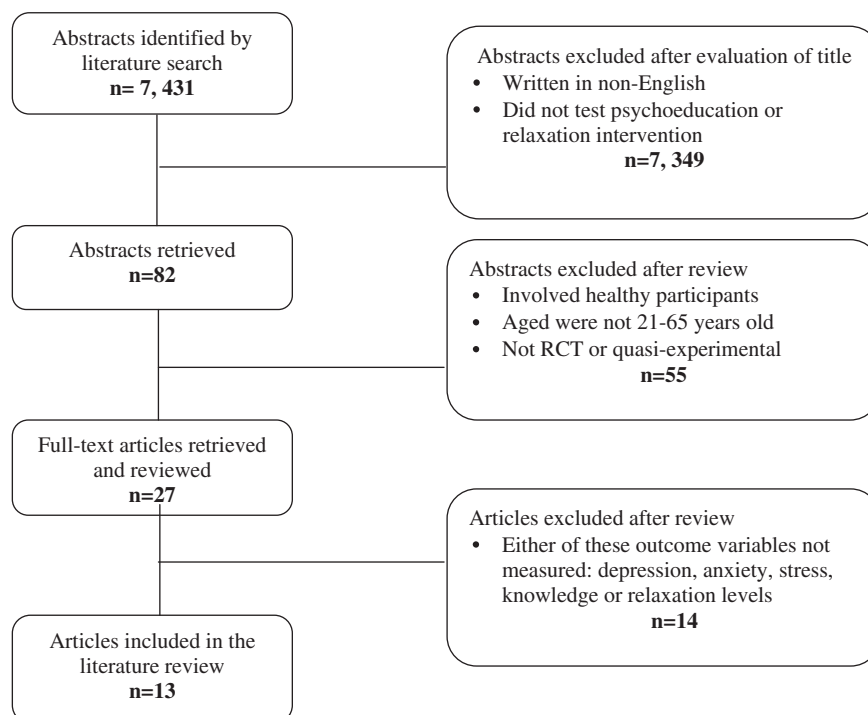 Abstracts identified by
literature search
n= 7, 431
Abstracts excluded after evaluation of title
• Written in non-English
• Did not test psychoeducation or
relaxation intervention
n=7, 349
Abstracts retrieved
n=82
Abstracts excluded after review
• Involved healthy participants
• Aged were not 21-65 years old
• Not RCT or quasi-experimental
n=55
Full-text articles retrieved
and reviewed
n=27
Articles excluded after review
• Either of these outcome variables not
measured: depression, anxiety, stress,
knowledge or relaxation levels
n=14
Articles included in the
literature review
n=13